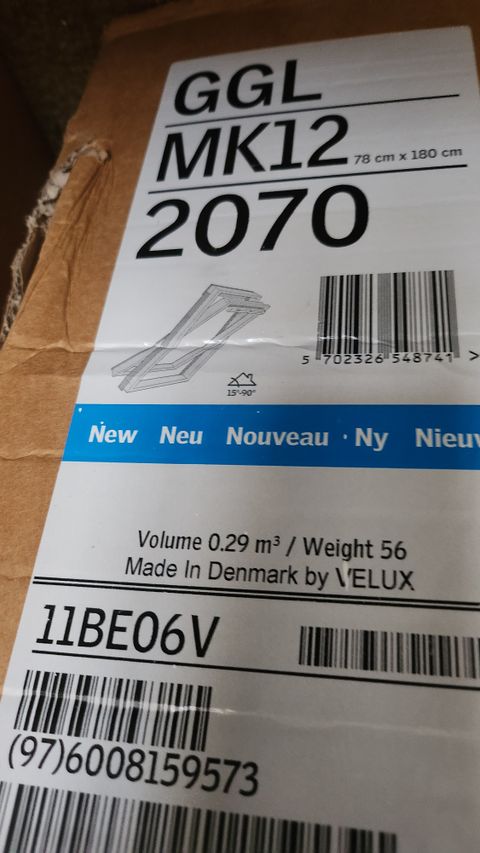 GGL
MK12 78 cm x 180 cm
2070
5 702326 548741 >
15°-90°
New Neu Nouveau · Ny
Volume 0.29 m³ / Weight 56
Made In Denmark by VELUX
11BE06V
(97)6008159573